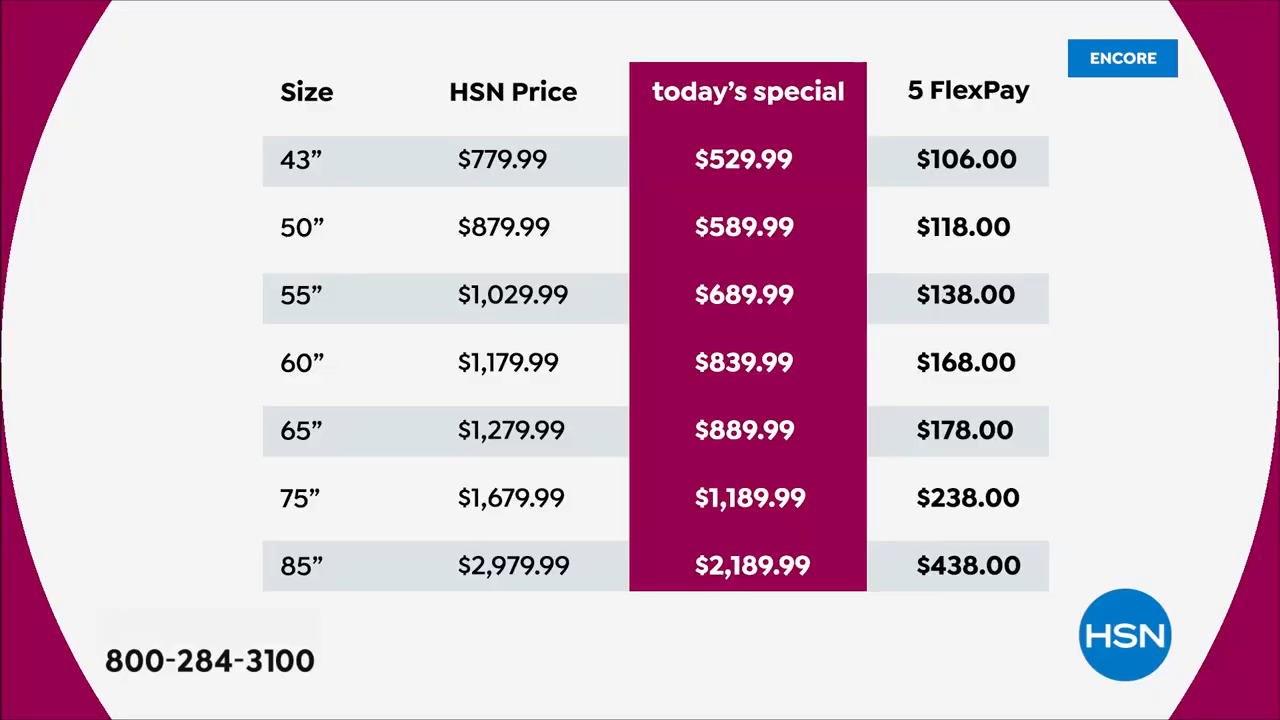 ENCORE
Size HSN Price today's special 5 FlexPay
43” $779.99 $529.99 $106.00
50” $879.99 $589.99 $118.00
55” $1,029.99 $689.99 $138.00
60” $1,179.99 $839.99 $168.00
65” $1,279.99 $889.99 $178.00
75” $1,679.99 $1,189.99 $238.00
85” $2,979.99 $2,189.99 $438.00
HSN
800-284-3100